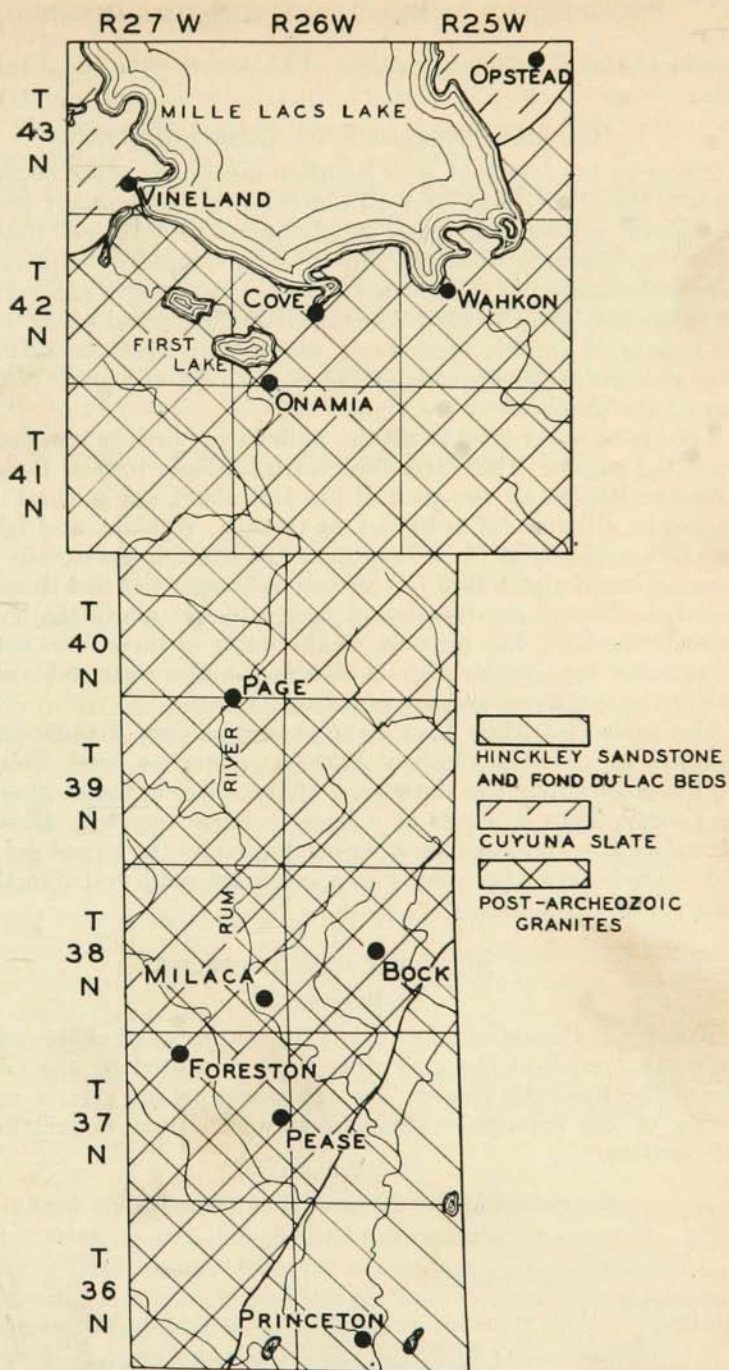 R27W R26W R25W
OPSTEAD
T
43
N
MILLE LACS LAKE
VINELAND
T
42
N
COVE
WAHKON
FIRST
LAKE
ONAMIA
T
41
N
T
40
N
PAGE
T
39
N
RIVER
RUM
HINCKLEY SANDSTONE
AND FOND DU LAC BEDS
CUYUNA SLATE
POST-ARCHEOZOIC
GRANITES
T
38
N
MILACA
BOCK
FORESTON
T
37
N
PEASE
T
36
N
PRINCETON